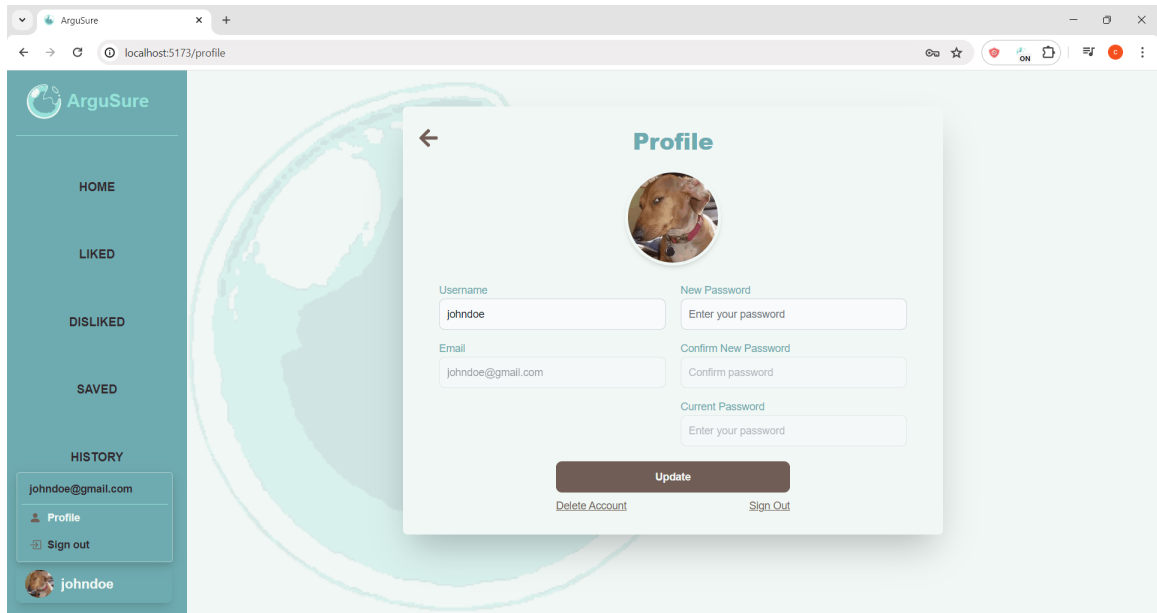 ArguSure
localhost:5173/profile
ON
C
ArguSure
HOME
LIKED
DISLIKED
SAVED
HISTORY
johndoe@gmail.com
Profile
Sign out
johndoe
Profile
Username
johndoe
Email
johndoe@gmail.com
New Password
Enter your password
Confirm New Password
Confirm password
Current Password
Enter your password
Update
Delete Account
Sign Out